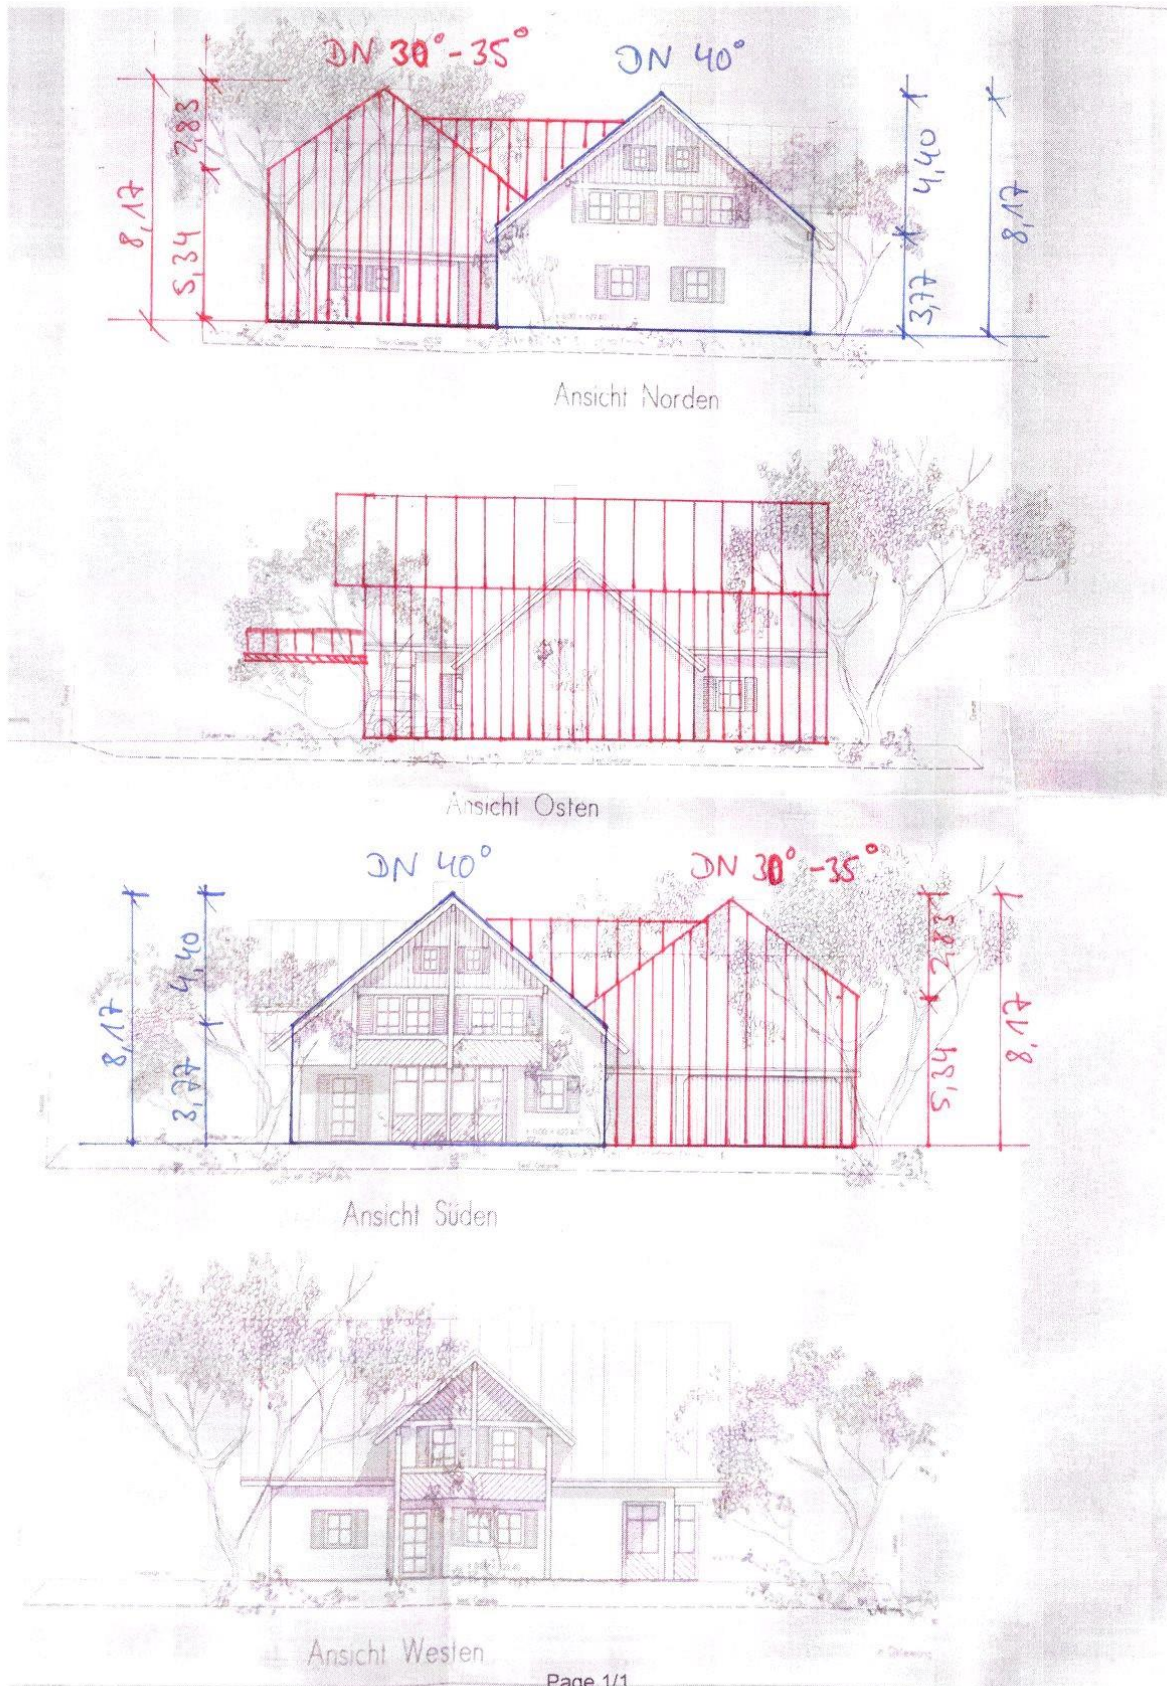 DN 30° - 35°
DN 40°
2,83
8,17
5,34
4,40
8,17
3,77
Ansicht Norden
Ansicht Osten
DN 40°
DN 30° - 35°
4,40
8,17
3,77
2,83
8,17
5,34
Ansicht Süden
Ansicht Westen
Page 1/1